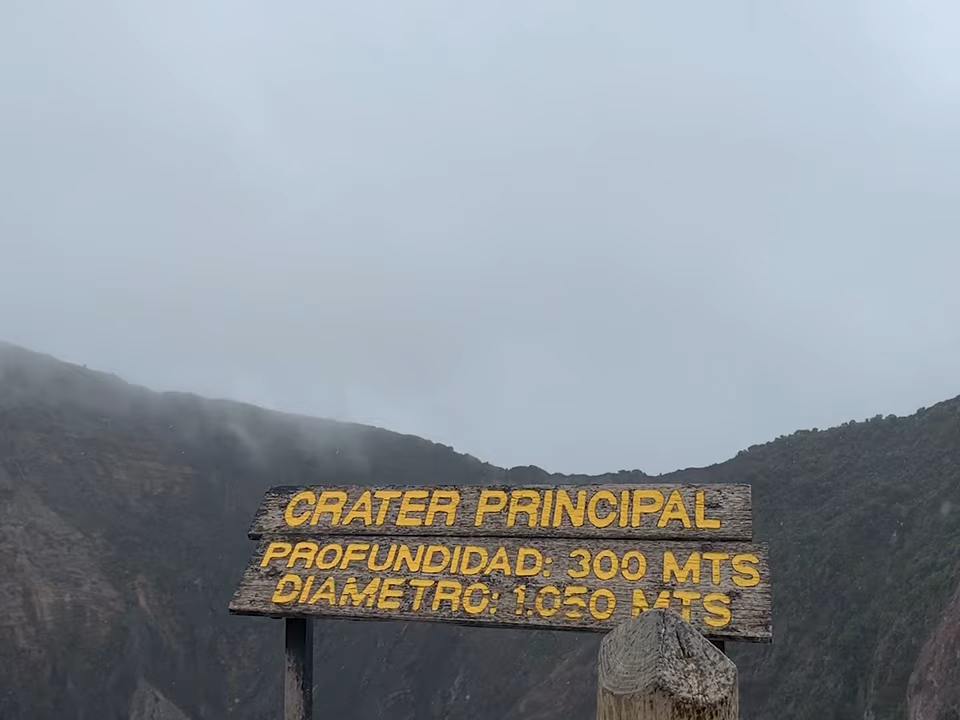 CRATER PRINCIPAL
PROFUNDIDAD: 300 MTS
DIAMETRO: 1.050 MTS